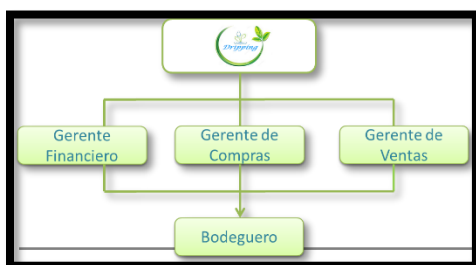 Dripping
Gerente
Financiero
Gerente de
Compras
Gerente de
Ventas
Bodeguero